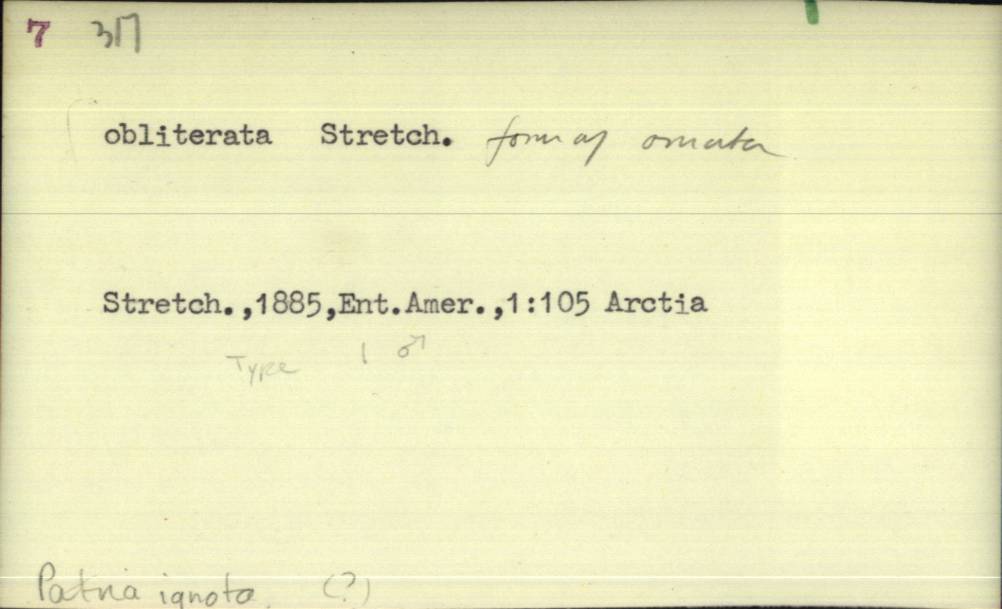 7 317
obliterata Stretch. form of ornata
Stretch.,1885,Ent.Amer.,1:105 Arctia
Type 1 ♂
Patria ignota. (?)